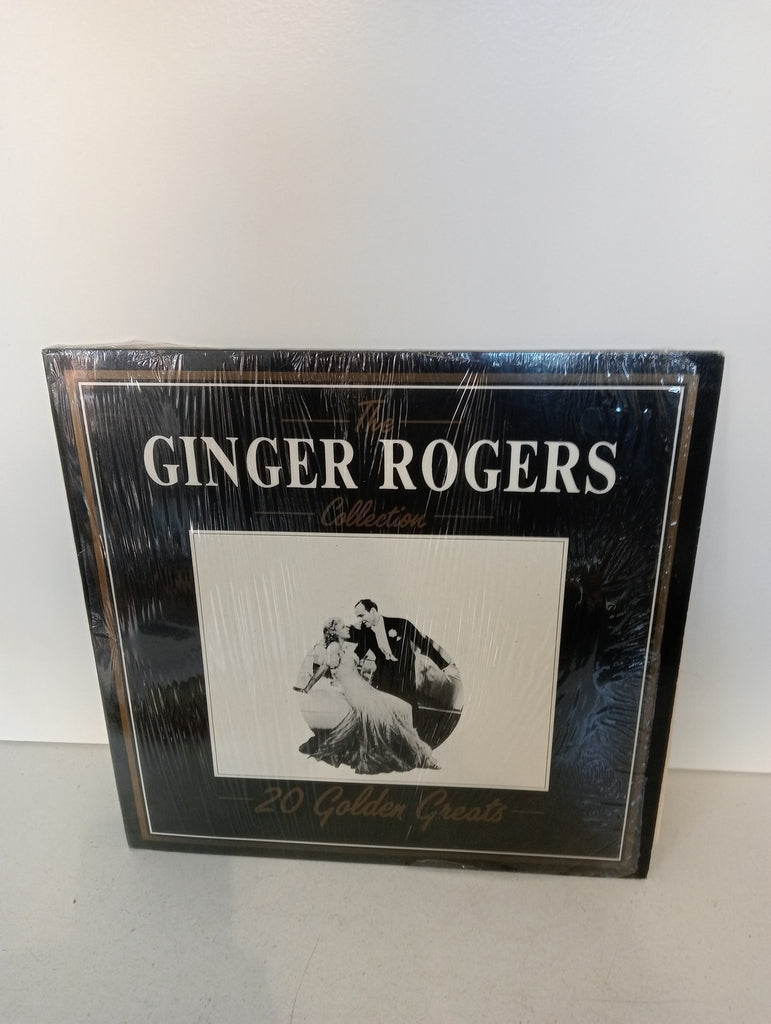 The
GINGER ROGERS
Collection
20 Golden Greats